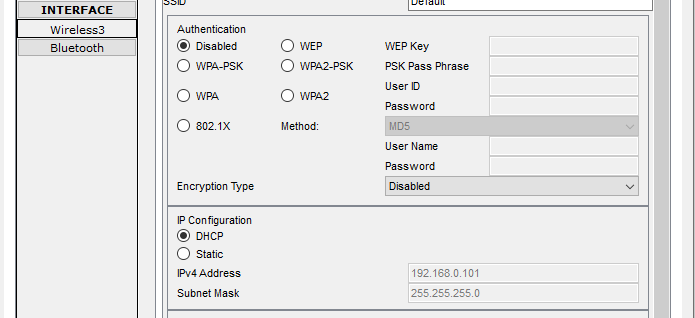 SSID Default
INTERFACE
Wireless3
Bluetooth
Authentication
Disabled WEP WEP Key
WPA-PSK WPA2-PSK PSK Pass Phrase
User ID
WPA WPA2
Password
802.1X Method: MD5
User Name
Password
Encryption Type Disabled
IP Configuration
DHCP
Static
IPv4 Address 192.168.0.101
Subnet Mask 255.255.255.0